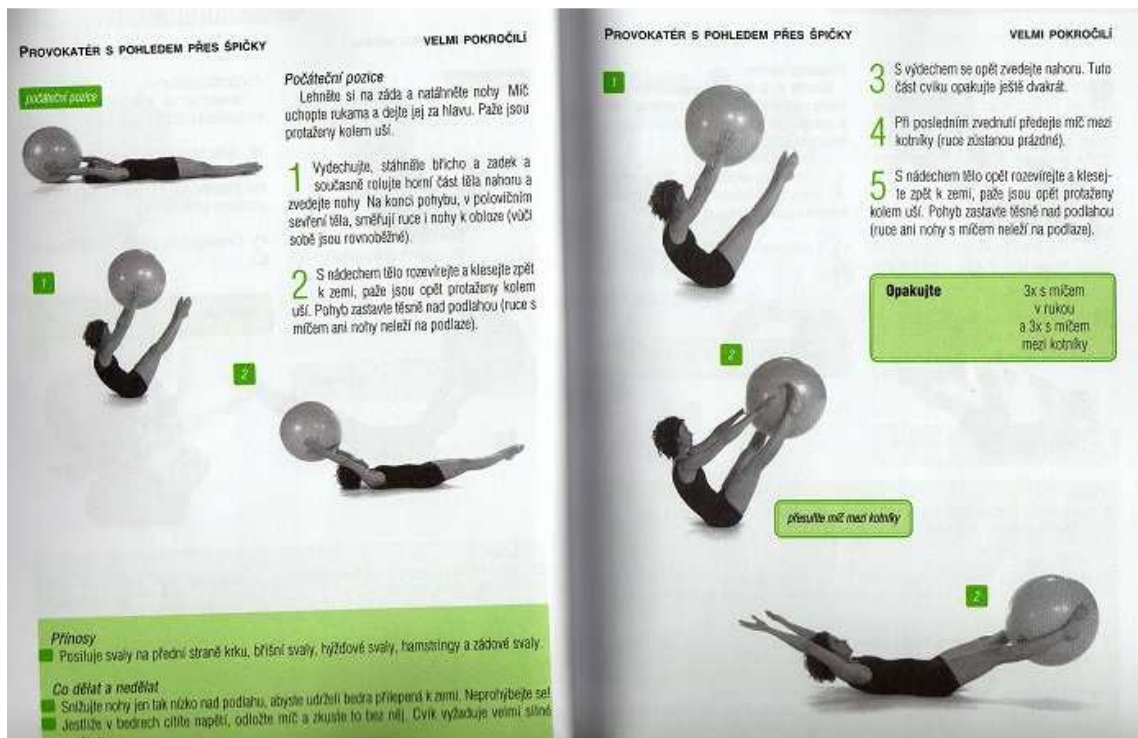 PROVOKATÉR S POHLEDEM PŘES ŠPIČKY
VELMI POKROČILÍ
počáteční pozice
Počáteční pozice
Lehněte si na záda a natáhněte nohy Míč
uchopte rukama a dejte jej za hlavu. Paže jsou
protaženy kolem uší.
1 Vydechujte, stáhněte břicho a zadek a
současně rolujte horní část těla nahoru a
zvedejte nohy Na konci pohybu, v polovičním
sevření těla, směřují ruce i nohy k obloze (vůči
sobě jsou rovnoběžné).
1
2 S nádechem tělo rozevírejte a klesejte zpět
k zemi, paže jsou opět protaženy kolem
uší. Pohyb zastavte těsně nad podlahou (ruce s
míčem ani nohy neleží na podlaze).
2
Přínosy
Posiluje svaly na přední straně krku, břišní svaly, hýžďové svaly, hamstringy a zádové svaly.
Co dělat a nedělat
Snižujte nohy jen tak nízko nad podlahu, abyste udrželi bedra přilepená k zemi. Neprohýbejte se!
Jestliže v bedrech cítíte napětí, odložte míč a zkuste to bez něj. Cvik vyžaduje velmi silné
PROVOKATÉR S POHLEDEM PŘES ŠPIČKY
VELMI POKROČILÍ
1
3 S výdechem se opět zvedejte nahoru. Tuto
část cviku opakujte ještě dvakrát.
4 Při posledním zvednutí předejte míč mezi
kotníky (ruce zůstanou prázdné).
5 S nádechem tělo opět rozevírejte a klesej-
te zpět k zemi, paže jsou opět protaženy
kolem uší. Pohyb zastavte těsně nad podlahou
(ruce ani nohy s míčem neleží na podlaze).
Opakujte 3x s míčem
v rukou
a 3x s míčem
mezi kotníky
2
přesuňte míč mezi kotníky
2